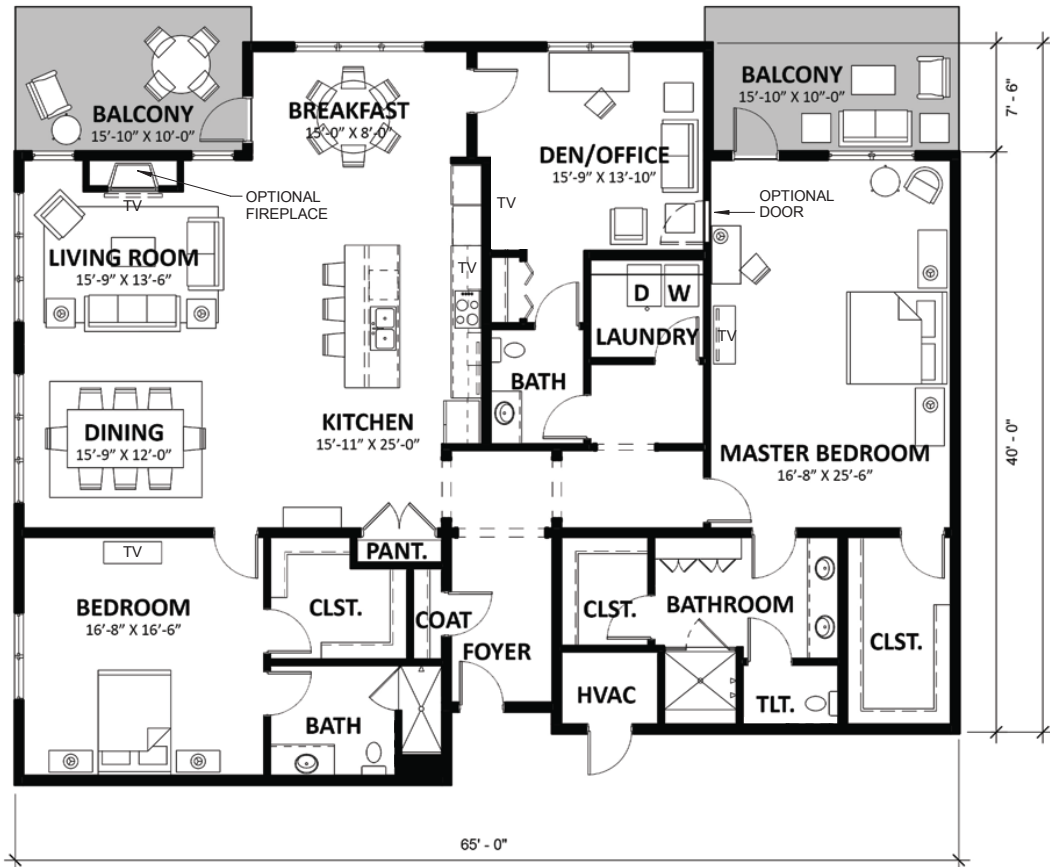 BALCONY
15'-10" X 10'-0"
BREAKFAST
15'-0" X 8'-0"
DEN/OFFICE
15'-9" X 13'-10"
BALCONY
15'-10" X 10"-0"
7' - 6"
OPTIONAL
FIREPLACE
TV
TV
OPTIONAL
DOOR
LIVING ROOM
15'-9" X 13'-6"
TV
D W
LAUNDRY
TV
BATH
KITCHEN
15'-11" X 25'-0"
DINING
15'-9" X 12'-0"
MASTER BEDROOM
16'-8" X 25'-6"
40' - 0"
TV
PANT.
BEDROOM
16'-8" X 16'-6"
CLST.
COAT
FOYER
CLST.
BATHROOM
CLST.
HVAC
TLT.
BATH
65' - 0"